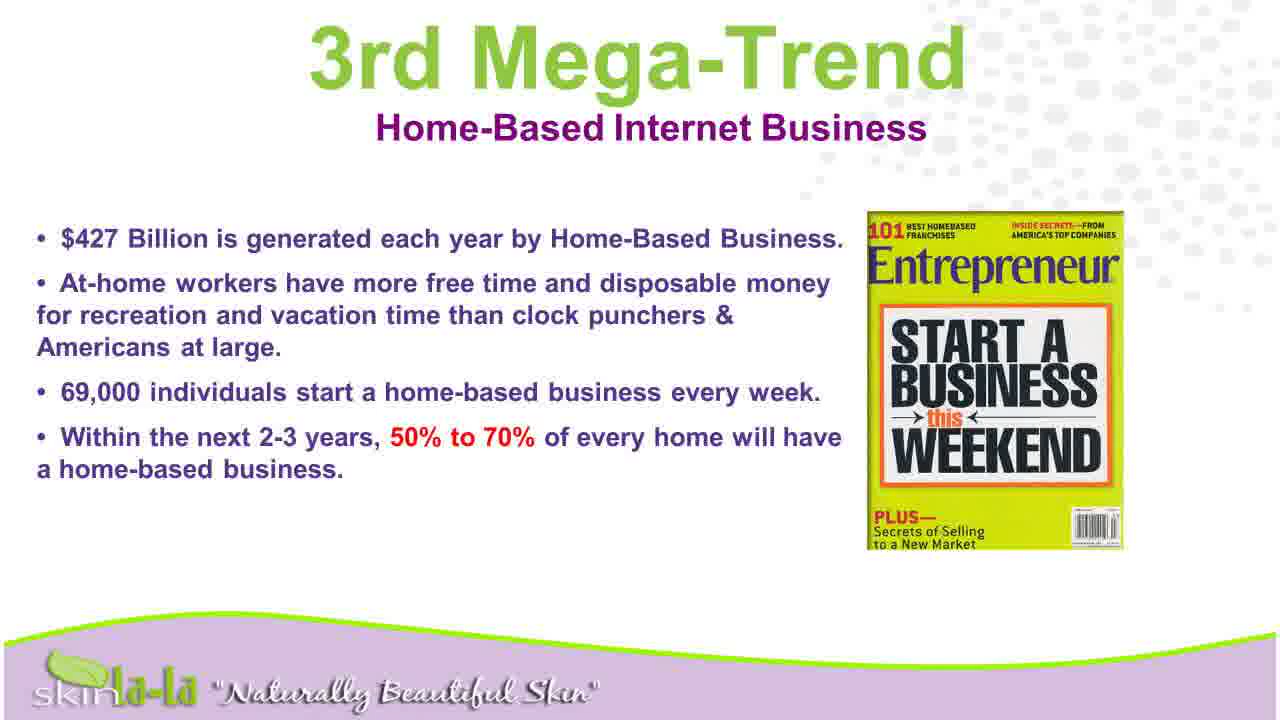 3rd Mega-Trend
Home-Based Internet Business
• $427 Billion is generated each year by Home-Based Business.
• At-home workers have more free time and disposable money
for recreation and vacation time than clock punchers &
Americans at large.
• 69,000 individuals start a home-based business every week.
• Within the next 2-3 years, 50% to 70% of every home will have
a home-based business.
101 BEST HOMEBASED
FRANCHISES
INSIDE SECRETS—FROM
AMERICA'S TOP COMPANIES
Entrepreneur
START A
BUSINESS
this
WEEKEND
PLUS—
Secrets of Selling
to a New Market
skin la-la "Naturally Beautiful Skin"